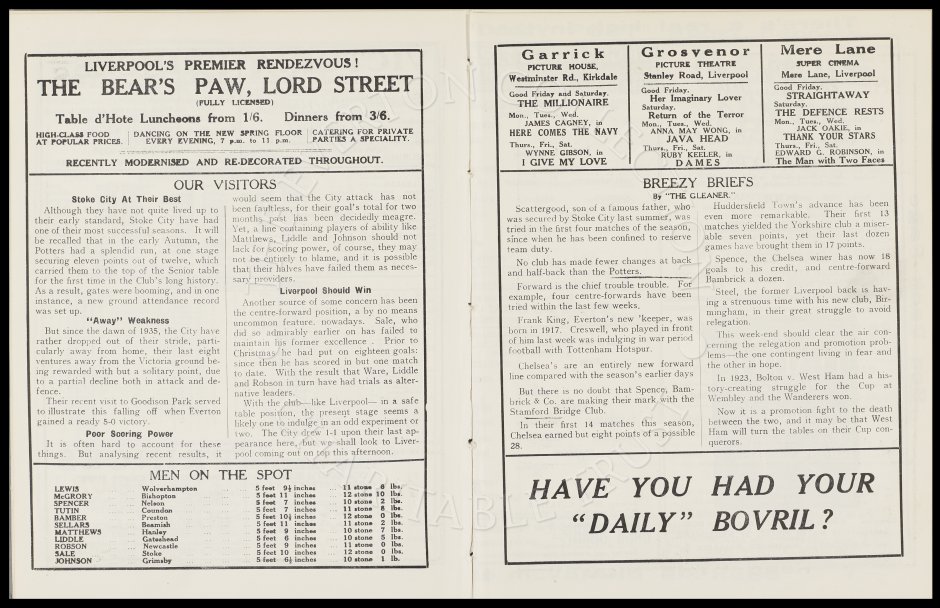 LIVERPOOL'S PREMIER RENDEZVOUS!
THE BEAR'S PAW, LORD STREET
(FULLY LICENSED)
Table d'Hote Luncheons from 1/6. Dinners from 3/6.
HIGH-CLASS FOOD
AT POPULAR PRICES.
DANCING ON THE NEW SPRING FLOOR
EVERY EVENING, 7 p.m. to 11 p.m.
CATERING FOR PRIVATE
PARTIES A SPECIALITY.
RECENTLY MODERNISED AND RE-DECORATED THROUGHOUT.
OUR VISITORS
Stoke City At Their Best
Although they have not quite lived up to
their early standard, Stoke City have had
one of their most successful seasons. It will
be recalled that in the early Autumn, the
Potters had a splendid run, at one stage
securing eleven points out of twelve, which
carried them to the top of the Senior table
for the first time in the Club's long history.
As a result, gates were booming, and in one
instance, a new ground attendance record
was set up.
"Away" Weakness
But since the dawn of 1935, the City have
rather dropped out of their stride, parti-
cularly away from home, their last eight
ventures away from the Victoria ground be-
ing rewarded with but a solitary point, due
to a partial decline both in attack and de-
fence.
Their recent visit to Goodison Park served
to illustrate this falling off when Everton
gained a ready 5-0 victory.
Poor Scoring Power
It is often hard to account for these
things. But analysing recent results, it
would seem that the City attack has not
been faultless, for their goal's total for two
months past has been decidedly meagre.
Yet, a line containing players of ability like
Matthews, Liddle and Johnson should not
lack for scoring power, of course, they may
not be entirely to blame, and it is possible
that their halves have failed them as neces-
sary providers.
Liverpool Should Win
Another source of some concern has been
the centre-forward position, a by no means
uncommon feature, nowadays. Sale, who
did so admirably earlier on has failed to
maintain his former excellence . Prior to
Christmas he had put on eighteen goals:
since then he has scored in but one match
to date. With the result that Ware, Liddle
and Robson in turn have had trials as alter-
native leaders.
With the club—like Liverpool— in a safe
table position, the present stage seems a
likely one to indulge in an odd experiment or
two. The City drew 1-1 upon their last ap-
pearance here, but we shall look to Liver-
pool coming out on top this afternoon.
MEN ON THE SPOT
LEWIS Wolverhampton 5 feet 9½ inches 11 stone 8 lbs.
McGRORY Bishopton 5 feet 11 inches 12 stone 10 lbs.
SPENCER Nelson 5 feet 7 inches 10 stone 2 lbs.
TUTIN Coundon 5 feet 7 inches 11 stone 8 lbs.
BAMBER Preston 5 feet 10½ inches 12 stone 0 lbs.
SELLARS Beamish 5 feet 11 inches 11 stone 2 lbs.
MATTHEWS Hanley 5 feet 9 inches 10 stone 7 lbs.
LIDDLE Gateshead 5 feet 6 inches 10 stone 5 lbs.
ROBSON Newcastle 5 feet 9 inches 11 stone 0 lbs.
SALE Stoke 5 feet 10 inches 12 stone 0 lbs.
JOHNSON Grimsby 5 feet 6½ inches 10 stone 1 lb.
Garrick
PICTURE HOUSE,
Westminster Rd., Kirkdale
Good Friday and Saturday.
THE MILLIONAIRE
Mon., Tues., Wed.
JAMES CAGNEY, in
HERE COMES THE NAVY
Thurs., Fri., Sat.
WYNNE GIBSON, in
I GIVE MY LOVE
Grosvenor
PICTURE THEATRE
Stanley Road, Liverpool
Good Friday.
Her Imaginary Lover
Saturday.
Return of the Terror
Mon., Tues., Wed.
ANNA MAY WONG, in
JAVA HEAD
Thurs., Fri., Sat.
RUBY KEELER, in
DAMES
Mere Lane
SUPER CINEMA
Mere Lane, Liverpool
Good Friday.
STRAIGHTAWAY
Saturday.
THE DEFENCE RESTS
Mon., Tues., Wed.
JACK OAKIE, in
THANK YOUR STARS
Thurs., Fri., Sat.
EDWARD G. ROBINSON, in
The Man with Two Faces
BREEZY BRIEFS
By "THE GLEANER."
Scattergood, son of a famous father, who
was secured by Stoke City last summer, was
tried in the first four matches of the season,
since when he has been confined to reserve
team duty.
No club has made fewer changes at back
and half-back than the Potters.
Forward is the chief trouble trouble. For
example, four centre-forwards have been
tried within the last few weeks.
Frank King, Everton's new 'keeper, was
born in 1917. Creswell, who played in front
of him last week was indulging in war period
football with Tottenham Hotspur.
Chelsea's are an entirely new forward
line compared with the season's earlier days
But there is no doubt that Spence, Bam-
brick & Co. are making their mark with the
Stamford Bridge Club.
In their first 14 matches this season,
Chelsea earned but eight points of a possible
28.
Huddersfield Town's advance has been
even more remarkable. Their first 13
matches yielded the Yorkshire club a miser-
able seven points, yet their last dozen
games have brought them in 17 points.
Spence, the Chelsea winer has now 18
goals to his credit, and centre-forward
Bambrick a dozen.
Steel, the former Liverpool back is hav-
ing a strenuous time with his new club, Bir-
mingham, in their great struggle to avoid
relegation.
This week-end should clear the air con-
cerning the relegation and promotion prob-
lems—the one contingent living in fear and
the other in hope.
In 1923, Bolton v. West Ham had a his-
tory-creating struggle for the Cup at
Wembley and the Wanderers won.
Now it is a promotion fight to the death
between the two, and it may be that West
Ham will turn the tables on their Cup con-
querors.
HAVE YOU HAD YOUR
"DAILY" BOVRIL?